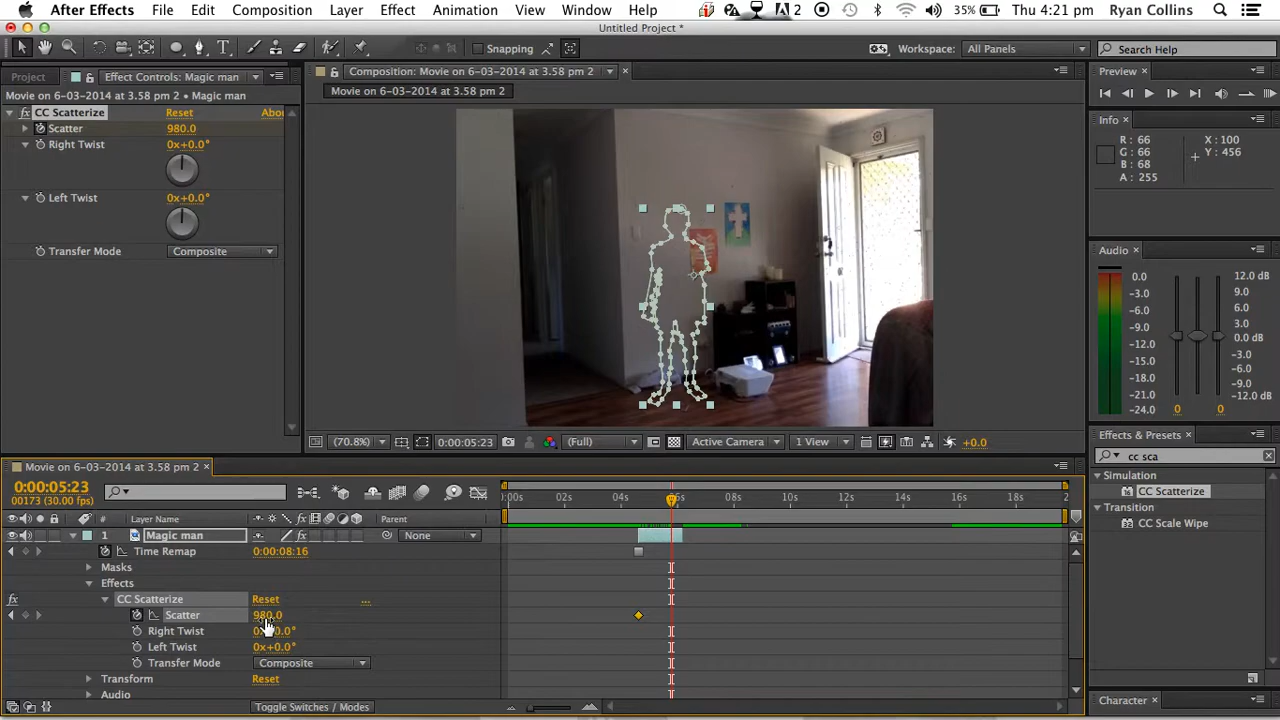 After Effects File Edit Composition Layer Effect Animation View Window Help 2 35% Thu 4:21 pm Ryan Collins
Untitled Project *
Snapping Workspace: All Panels Search Help
Project Effect Controls: Magic man
Movie on 6-03-2014 at 3.58 pm 2 • Magic man
CC Scatterize Reset Abou
Scatter 980.0
Right Twist 0x+0.0°
Left Twist 0x+0.0°
Transfer Mode Composite
Composition: Movie on 6-03-2014 at 3.58 pm 2
Movie on 6-03-2014 at 3.58 pm 2
(70.8%) 0:00:05:23 (Full) Active Camera 1 View +0.0
Preview
Info
R: 66
G: 66
B: 68
A: 255
X: 100
Y: 456
Audio
0.0
-3.0
-6.0
-9.0
-12.0
-15.0
-18.0
-21.0
-24.0
12.0 dB
9.0
6.0
3.0
0.0 dB
-3.0
-6.0
-9.0
-12.0 dB
0 0
Effects & Presets
cc sca
Simulation
CC Scatterize
Transition
CC Scale Wipe
Character
Movie on 6-03-2014 at 3.58 pm 2
0:00:05:23
00173 (30.00 fps)
:00s 02s 04s 06s 08s 10s 12s 14s 16s 18s 2
# Layer Name Parent
1 Magic man None
Time Remap 0:00:08:16
Masks
Effects
CC Scatterize Reset ...
Scatter 980.0
Right Twist
Left Twist 0x+0.0°
Transfer Mode Composite
Transform Reset
Audio
Toggle Switches / Modes